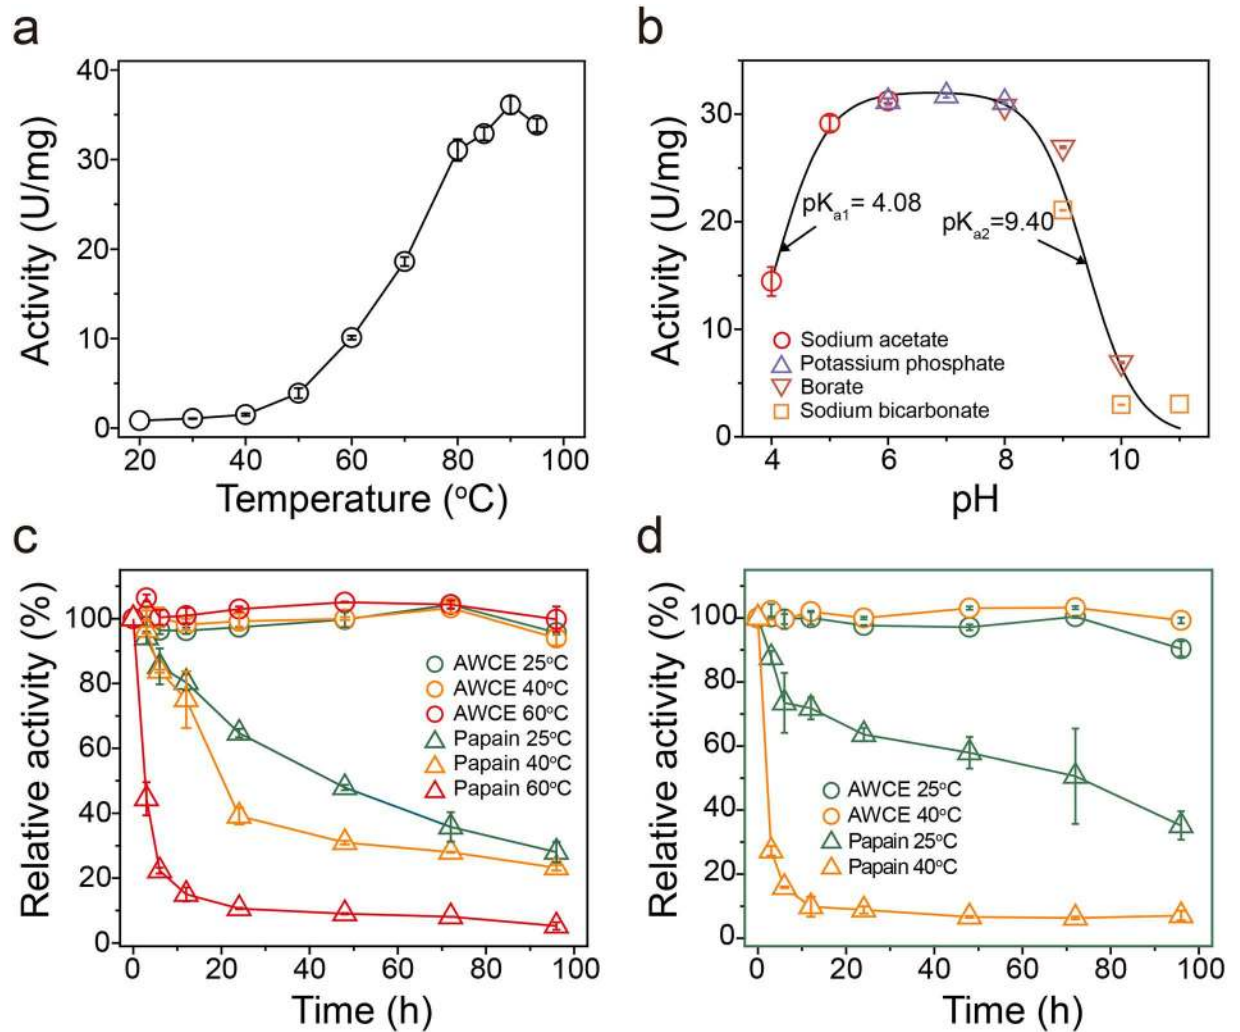 a
40
30
20
10
0
20 40 60 80 100
Activity (U/mg)
Temperature (°C)
b
30
20
10
0
4 6 8 10
Activity (U/mg)
pH
pKa1= 4.08
pKa2=9.40
Sodium acetate
Potassium phosphate
Borate
Sodium bicarbonate
c
100
80
60
40
20
0
0 20 40 60 80 100
Relative activity (%)
Time (h)
AWCE 25°C
AWCE 40°C
AWCE 60°C
Papain 25°C
Papain 40°C
Papain 60°C
d
100
80
60
40
20
0
0 20 40 60 80 100
Relative activity (%)
Time (h)
AWCE 25°C
AWCE 40°C
Papain 25°C
Papain 40°C